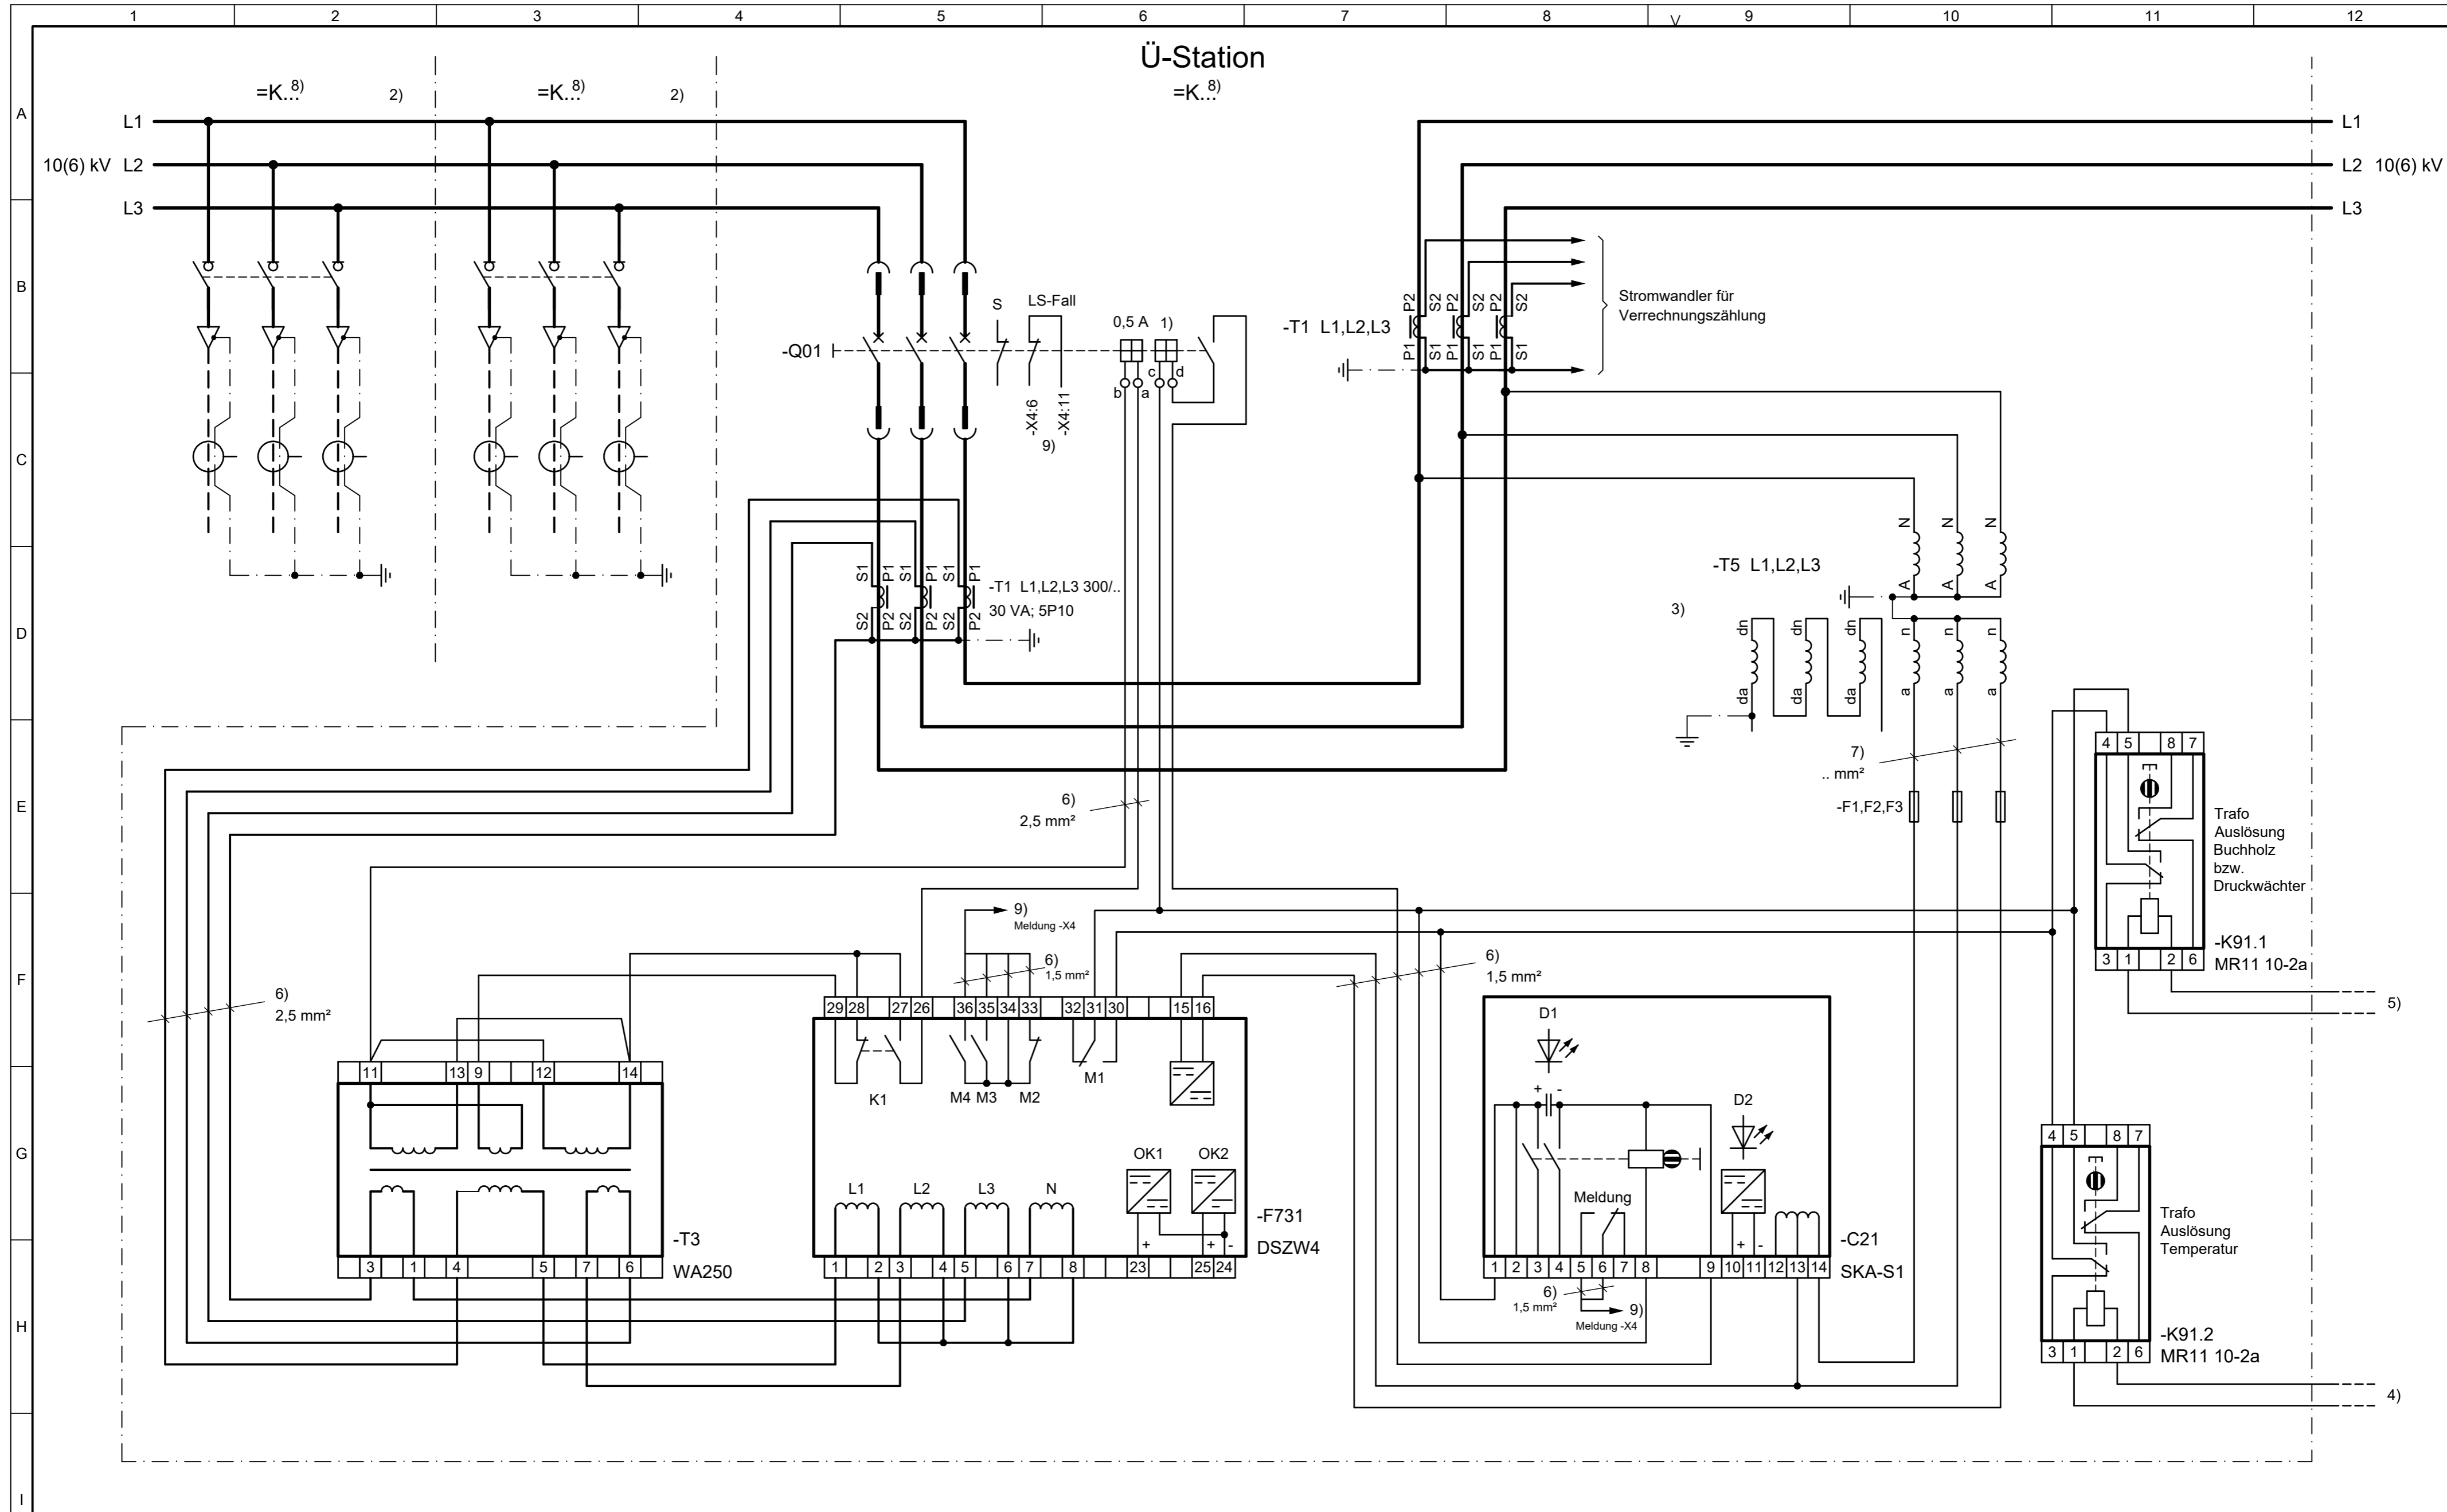 1 2 3 4 5 6 7 8 9 10 11 12
Ü-Station
=K...8) 2) =K...8) 2) =K...8)
A
L1 L1
10(6) kV L2 L2 10(6) kV
L3 L3
B
S LS-Fall
0,5 A 1)
-Q01
b a c d
-X4:6 -X4:11
9)
-T1 L1,L2,L3
P1 P2 S1 S2 P1 P2 S1 S2 P1 P2 S1 S2
Stromwandler für
Verrechnungszählung
C
N N N
-T5 L1,L2,L3
A A A
S1 P1 S1 P1 S1 P1
-T1 L1,L2,L3 300/..
30 VA; 5P10
S2 P2 S2 P2 S2 P2
D
3)
dn dn dn n n n
da da da a a a
7)
.. mm²
4 5 8 7
E
6)
2,5 mm²
-F1,F2,F3
Trafo
Auslösung
Buchholz
bzw.
Druckwächter
9)
Meldung -X4
F
6)
1,5 mm²
6)
1,5 mm²
-K91.1
MR11 10-2a
3 1 2 6
6)
2,5 mm²
5)
29 28 27 26 36 35 34 33 32 31 30 15 16
D1
11 13 9 12 14
K1 M4 M3 M2 M1
+ -
D2
4 5 8 7
G
OK1 OK2
L1 L2 L3 N
Meldung
Trafo
Auslösung
Temperatur
-T3
WA250
+ + -
-F731
DSZW4
+ -
-C21
SKA-S1
3 1 4 5 7 6
1 2 3 4 5 6 7 8 23 25 24
1 2 3 4 5 6 7 8 9 10 11 12 13 14
H
6)
1,5 mm²
9)
Meldung -X4
-K91.2
MR11 10-2a
3 1 2 6
4)
I